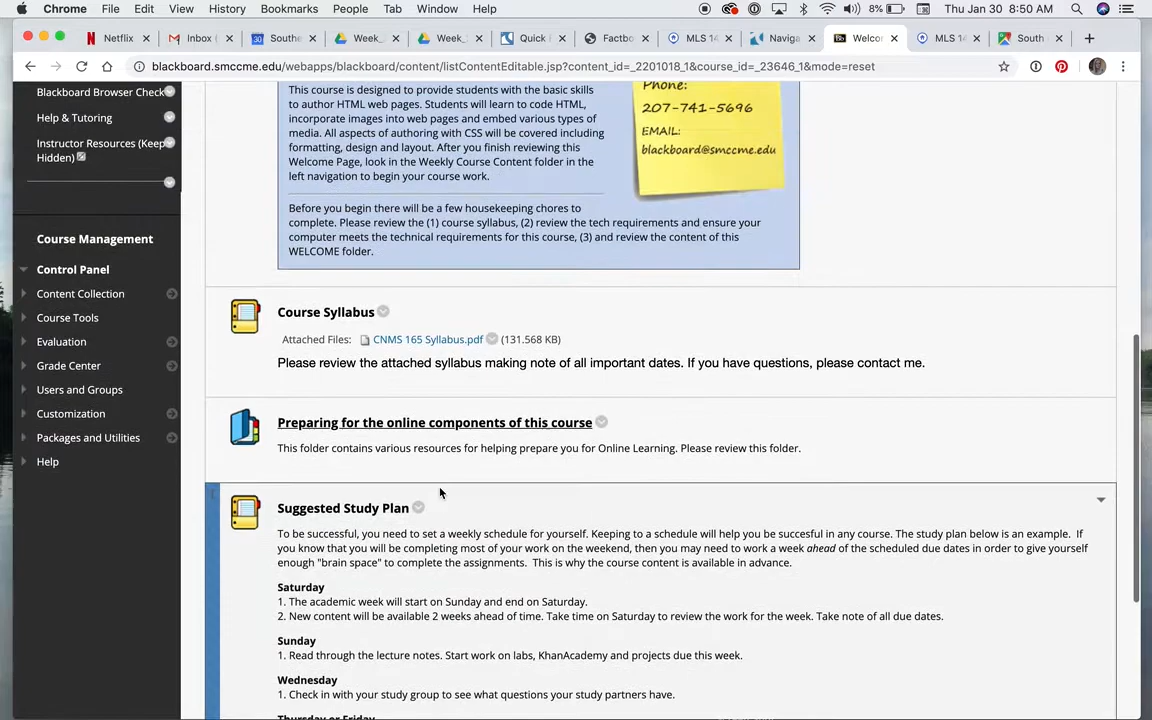 Chrome File Edit View History Bookmarks People Tab Window Help 8% Thu Jan 30 8:50 AM
Netflix Inbox ( Southe Week_ Week_ Quick Factbo MLS 14 Naviga Welcom MLS 14 South
blackboard.smccme.edu/webapps/blackboard/content/listContentEditable.jsp?content_id=_2201018_1&course_id=_23646_1&mode=reset
Blackboard Browser Check
Help & Tutoring
Instructor Resources (Keep
Hidden)
Course Management
Control Panel
Content Collection
Course Tools
Evaluation
Grade Center
Users and Groups
Customization
Packages and Utilities
Help
This course is designed to provide students with the basic skills
to author HTML web pages. Students will learn to code HTML,
incorporate images into web pages and embed various types of
media. All aspects of authoring with CSS will be covered including
formatting, design and layout. After you finish reviewing this
Welcome Page, look in the Weekly Course Content folder in the
left navigation to begin your course work.
Phone:
207-741-5696
EMAIL:
blackboard@smccme.edu
Before you begin there will be a few housekeeping chores to
complete. Please review the (1) course syllabus, (2) review the tech requirements and ensure your
computer meets the technical requirements for this course, (3) and review the content of this
WELCOME folder.
Course Syllabus
Attached Files: CNMS 165 Syllabus.pdf (131.568 KB)
Please review the attached syllabus making note of all important dates. If you have questions, please contact me.
Preparing for the online components of this course
This folder contains various resources for helping prepare you for Online Learning. Please review this folder.
Suggested Study Plan
To be successful, you need to set a weekly schedule for yourself. Keeping to a schedule will help you be succesful in any course. The study plan below is an example. If
you know that you will be completing most of your work on the weekend, then you may need to work a week ahead of the scheduled due dates in order to give yourself
enough "brain space" to complete the assignments. This is why the course content is available in advance.
Saturday
1. The academic week will start on Sunday and end on Saturday.
2. New content will be available 2 weeks ahead of time. Take time on Saturday to review the work for the week. Take note of all due dates.
Sunday
1. Read through the lecture notes. Start work on labs, KhanAcademy and projects due this week.
Wednesday
1. Check in with your study group to see what questions your study partners have.
Thursday or Friday